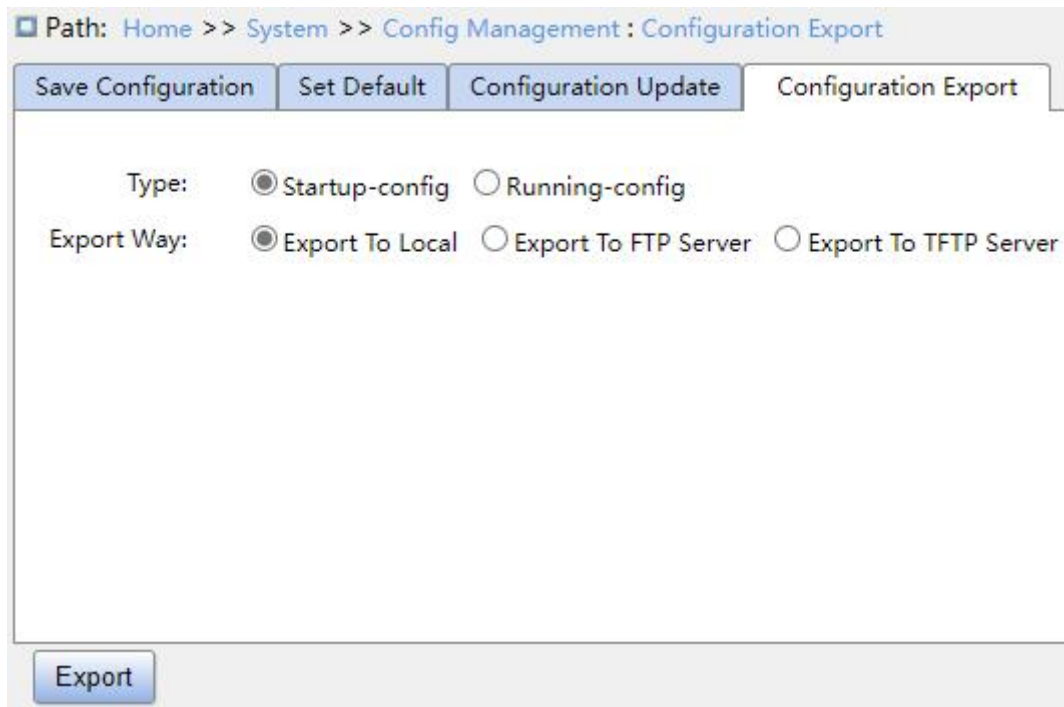 Path: Home >> System >> Config Management : Configuration Export
Save Configuration Set Default Configuration Update Configuration Export
Type: Startup-config Running-config
Export Way: Export To Local Export To FTP Server Export To TFTP Server
Export